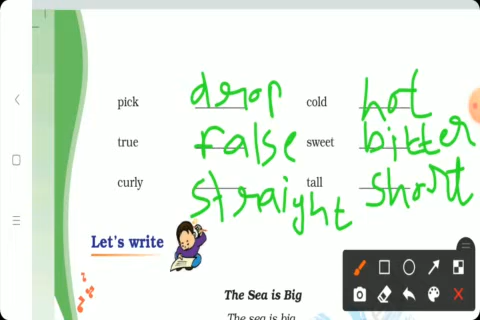 pick drop cold hot
true False sweet bitter
curly straight tall short
Let's write
The Sea is Big
The sea is big